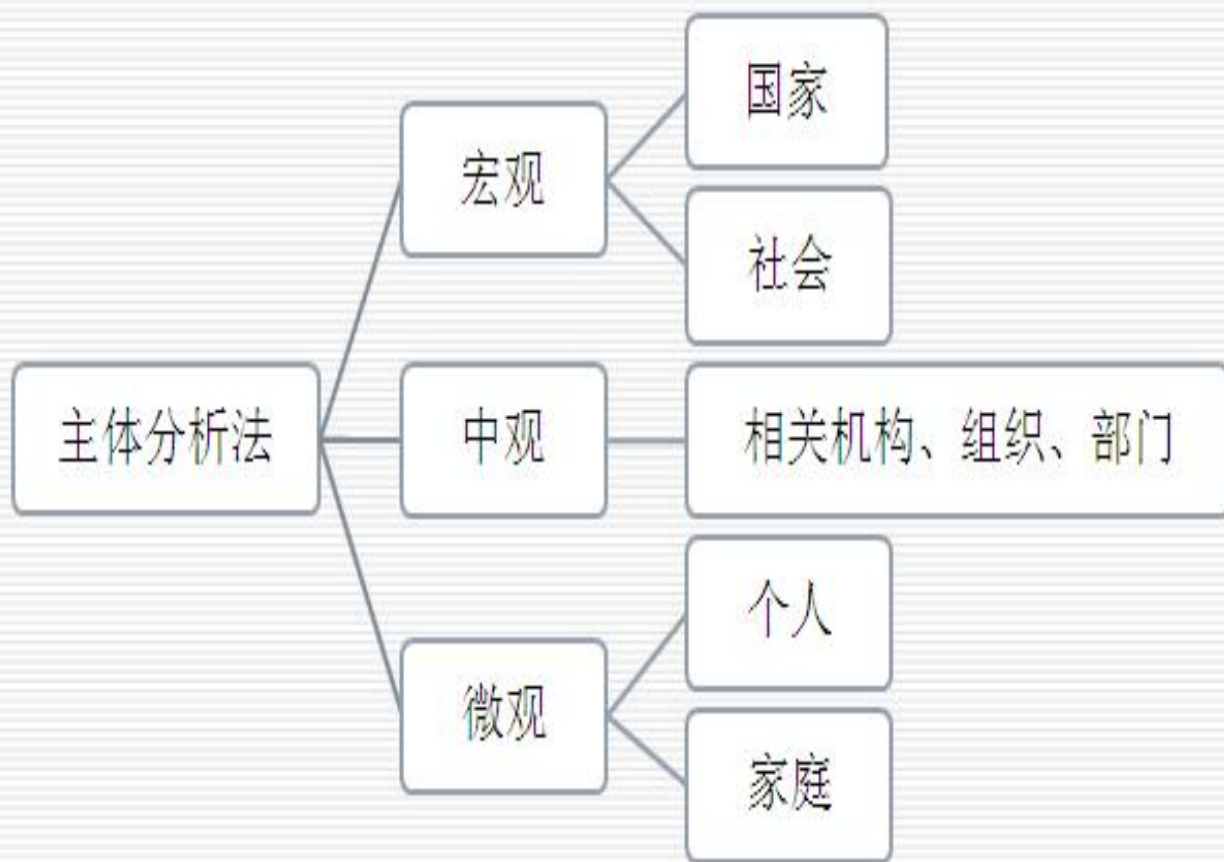 主体分析法
宏观
国家
社会
中观
相关机构、组织、部门
微观
个人
家庭